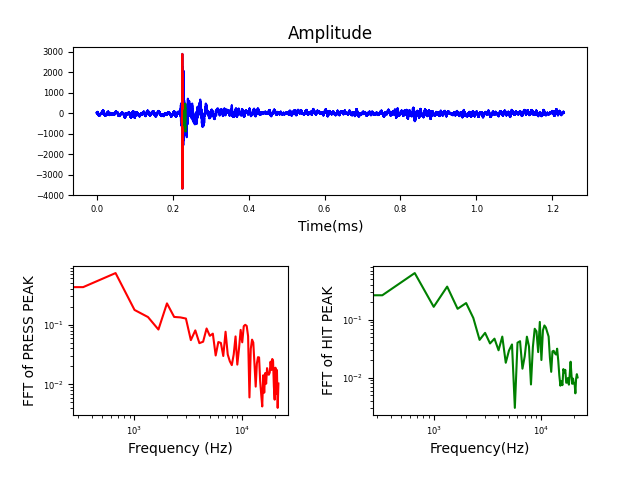 Amplitude
3000
2000
1000
0
−1000
−2000
−3000
−4000
0.0 0.2 0.4 0.6 0.8 1.0 1.2
Time(ms)
FFT of PRESS PEAK
10⁻¹
10⁻²
10³ 10⁴
Frequency (Hz)
FFT of HIT PEAK
10⁻¹
10⁻²
10³ 10⁴
Frequency(Hz)